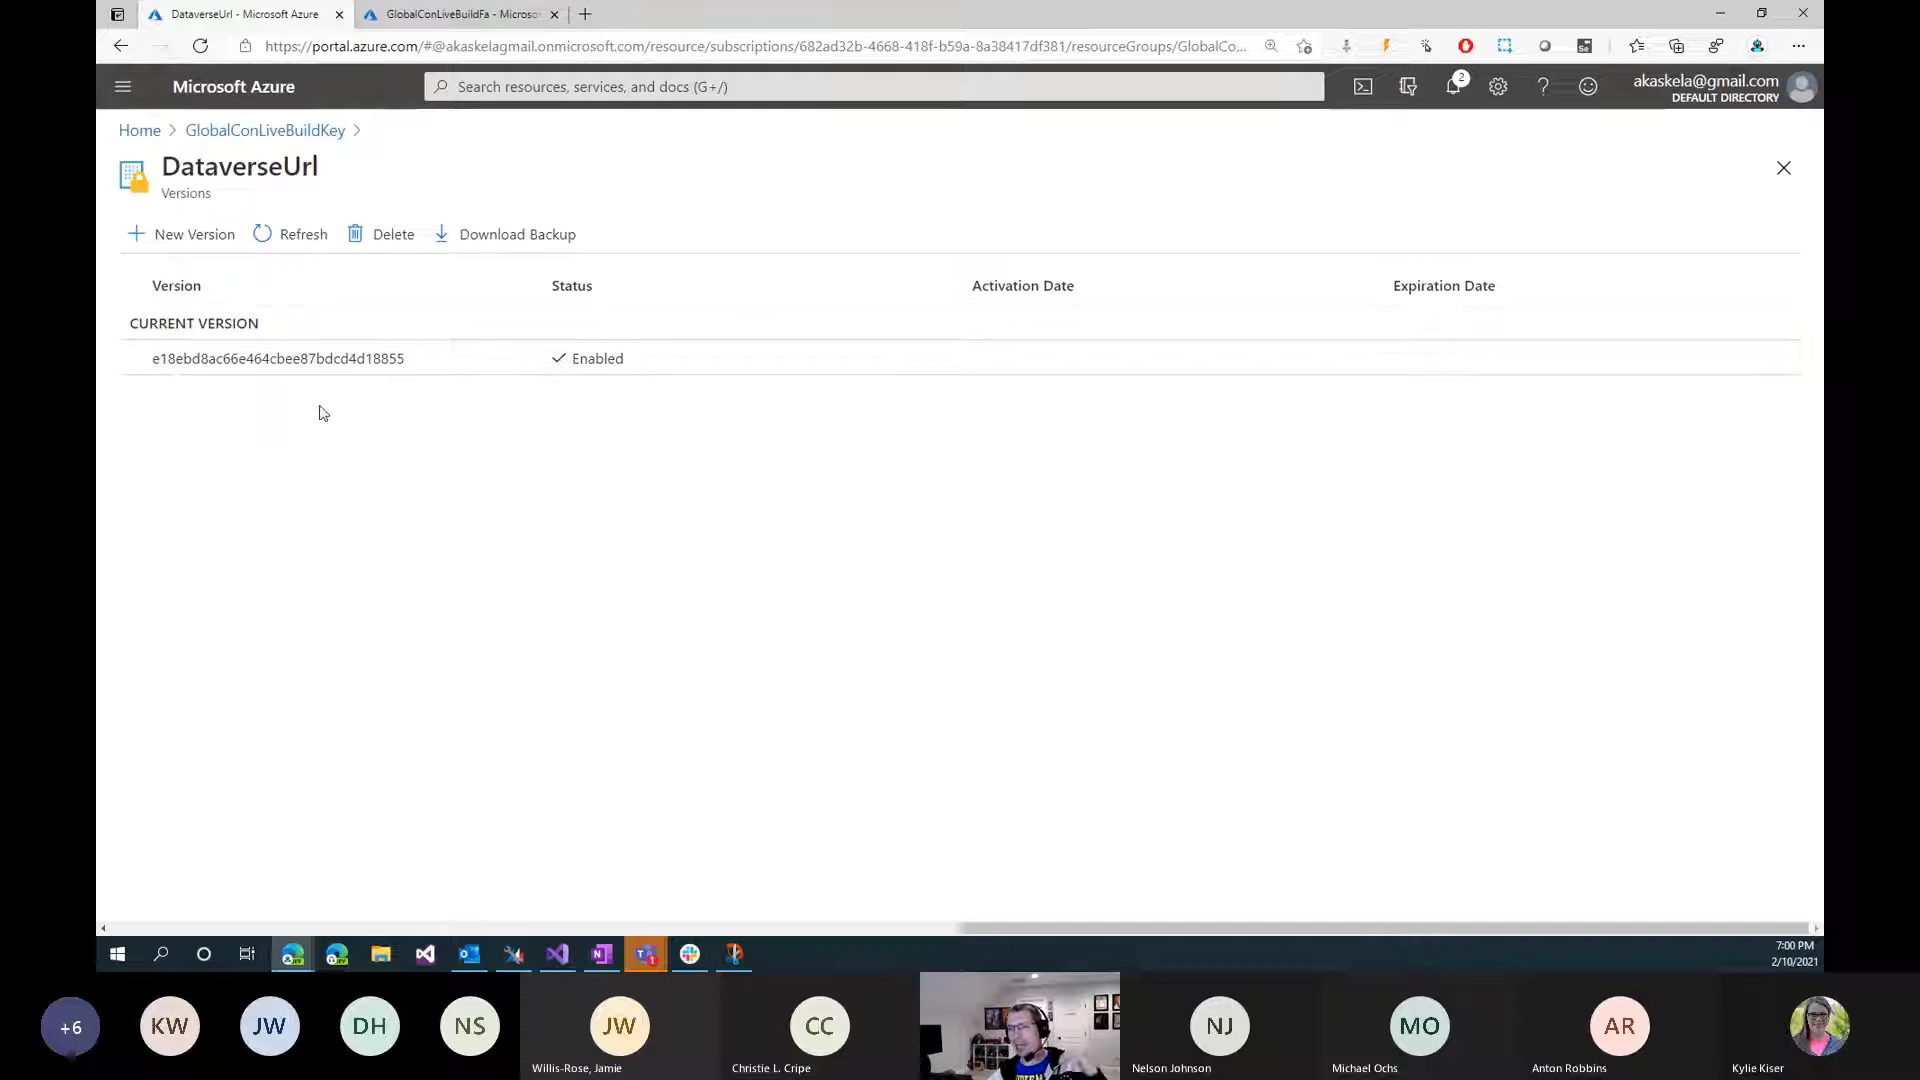 DataverseUrl - Microsoft Azure
GlobalConLiveBuildFa - Microso
https://portal.azure.com/#@akaskelagmail.onmicrosoft.com/resource/subscriptions/682ad32b-4668-418f-b59a-8a38417df381/resourceGroups/GlobalCo...
Microsoft Azure
Search resources, services, and docs (G+/)
2
akaskela@gmail.com
DEFAULT DIRECTORY
Home > GlobalConLiveBuildKey >
DataverseUrl
Versions
New Version
Refresh
Delete
Download Backup
Version Status Activation Date Expiration Date
CURRENT VERSION
e18ebd8ac66e464cbee87bdcd4d18855 Enabled
7:00 PM
2/10/2021
+6
KW
JW
DH
NS
JW
CC
NJ
MO
AR
Willis-Rose, Jamie
Christie L. Cripe
Nelson Johnson
Michael Ochs
Anton Robbins
Kylie Kiser